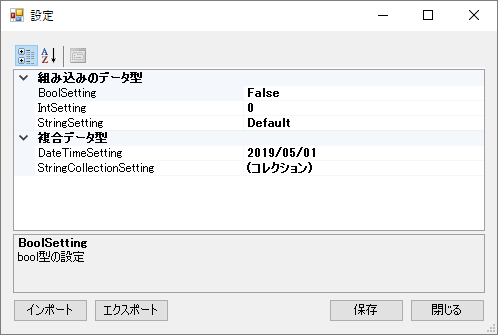 設定
組み込みのデータ型
BoolSetting False
IntSetting 0
StringSetting Default
複合データ型
DateTimeSetting 2019/05/01
StringCollectionSetting (コレクション)
BoolSetting
bool型の設定
インポート エクスポート 保存 閉じる